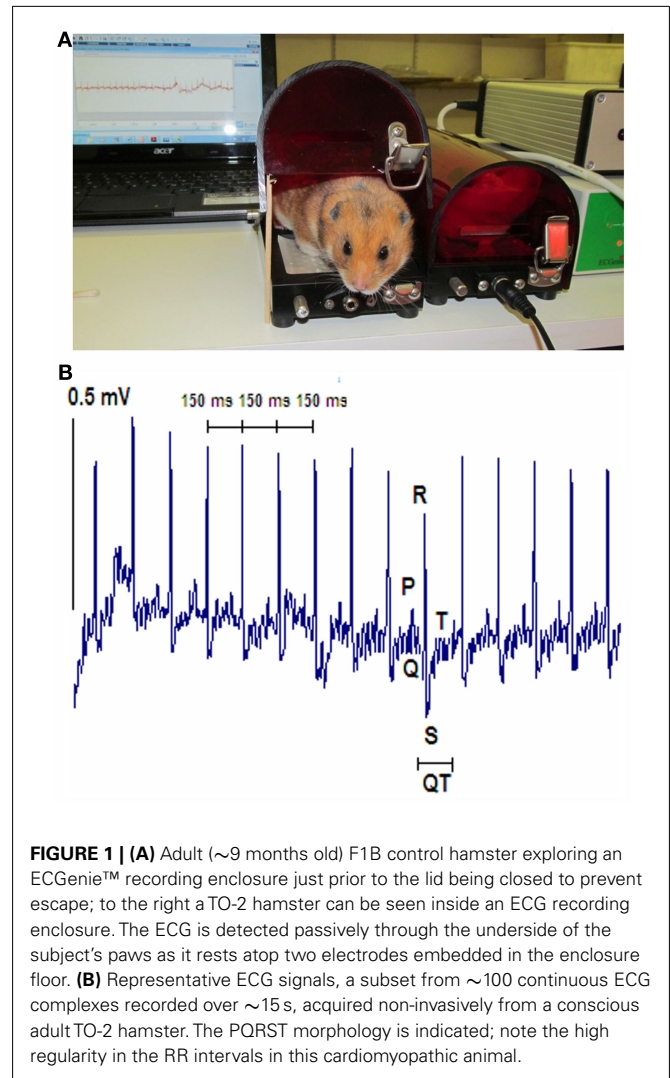 A
acer
ECGenie
B
0.5 mV
150 ms 150 ms 150 ms
R
P
T
Q
S
QT
FIGURE 1 | (A) Adult (∼9 months old) F1B control hamster exploring an
ECGenie™ recording enclosure just prior to the lid being closed to prevent
escape; to the right a TO-2 hamster can be seen inside an ECG recording
enclosure. The ECG is detected passively through the underside of the
subject's paws as it rests atop two electrodes embedded in the enclosure
floor. (B) Representative ECG signals, a subset from ∼100 continuous ECG
complexes recorded over ∼15 s, acquired non-invasively from a conscious
adult TO-2 hamster. The PQRST morphology is indicated; note the high
regularity in the RR intervals in this cardiomyopathic animal.